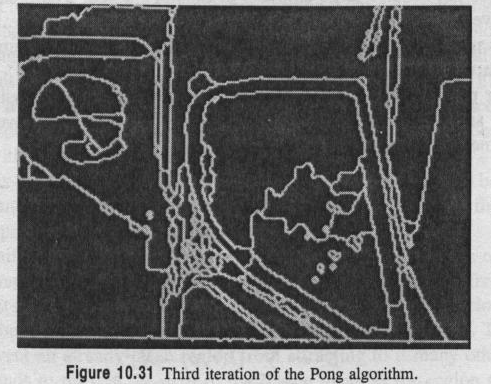 Figure 10.31 Third iteration of the Pong algorithm.